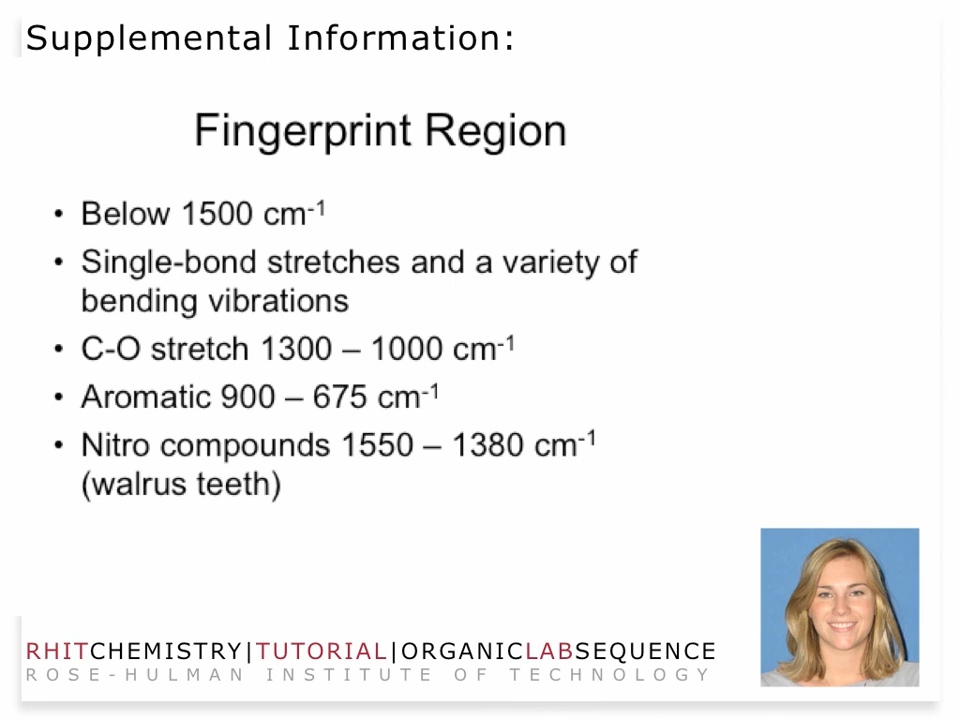 Supplemental Information:
Fingerprint Region
• Below 1500 cm⁻¹
• Single-bond stretches and a variety of
bending vibrations
• C-O stretch 1300 – 1000 cm⁻¹
• Aromatic 900 – 675 cm⁻¹
• Nitro compounds 1550 – 1380 cm⁻¹
(walrus teeth)
RHITCHEMISTRY|TUTORIAL|ORGANICLABSEQUENCE
ROSE-HULMAN INSTITUTE OF TECHNOLOGY